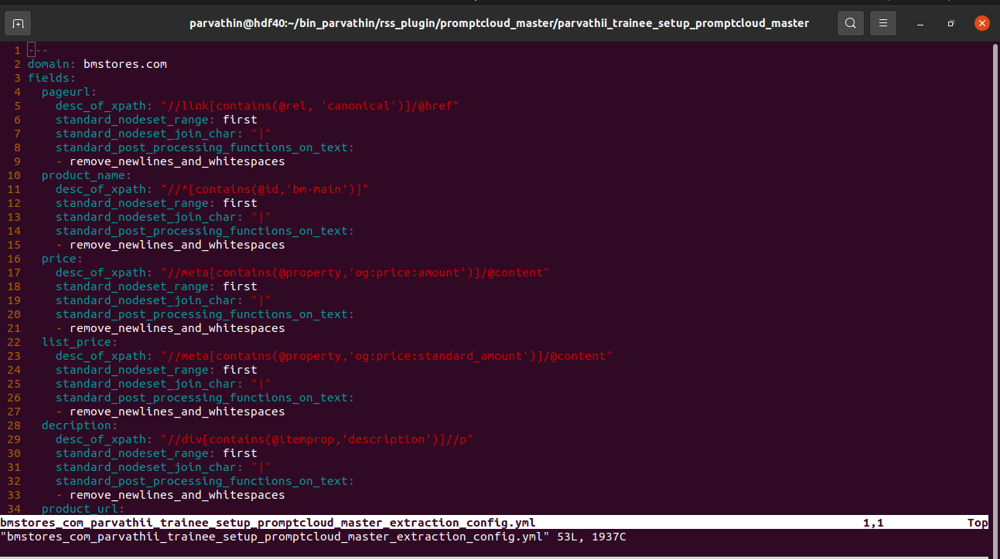 parvathin@hdf40:~/bin_parvathin/rss_plugin/promptcloud_master/parvathii_trainee_setup_promptcloud_master
1 ---
2 domain: bmstores.com
3 fields:
4   pageurl:
5     desc_of_xpath: "//link[contains(@rel, 'canonical')]/@href"
6     standard_nodeset_range: first
7     standard_nodeset_join_char: "|"
8     standard_post_processing_functions_on_text:
9     - remove_newlines_and_whitespaces
10   product_name:
11     desc_of_xpath: "//*[contains(@id,'bm-main')]"
12     standard_nodeset_range: first
13     standard_nodeset_join_char: "|"
14     standard_post_processing_functions_on_text:
15     - remove_newlines_and_whitespaces
16   price:
17     desc_of_xpath: "//meta[contains(@property,'og:price:amount')]/@content"
18     standard_nodeset_range: first
19     standard_nodeset_join_char: "|"
20     standard_post_processing_functions_on_text:
21     - remove_newlines_and_whitespaces
22   list_price:
23     desc_of_xpath: "//meta[contains(@property,'og:price:standard_amount')]/@content"
24     standard_nodeset_range: first
25     standard_nodeset_join_char: "|"
26     standard_post_processing_functions_on_text:
27     - remove_newlines_and_whitespaces
28   decription:
29     desc_of_xpath: "//div[contains(@itemprop,'description')]//p"
30     standard_nodeset_range: first
31     standard_nodeset_join_char: "|"
32     standard_post_processing_functions_on_text:
33     - remove_newlines_and_whitespaces
34   product_url:
bmstores_com_parvathii_trainee_setup_promptcloud_master_extraction_config.yml 1,1 Top
"bmstores_com_parvathii_trainee_setup_promptcloud_master_extraction_config.yml" 53L, 1937C